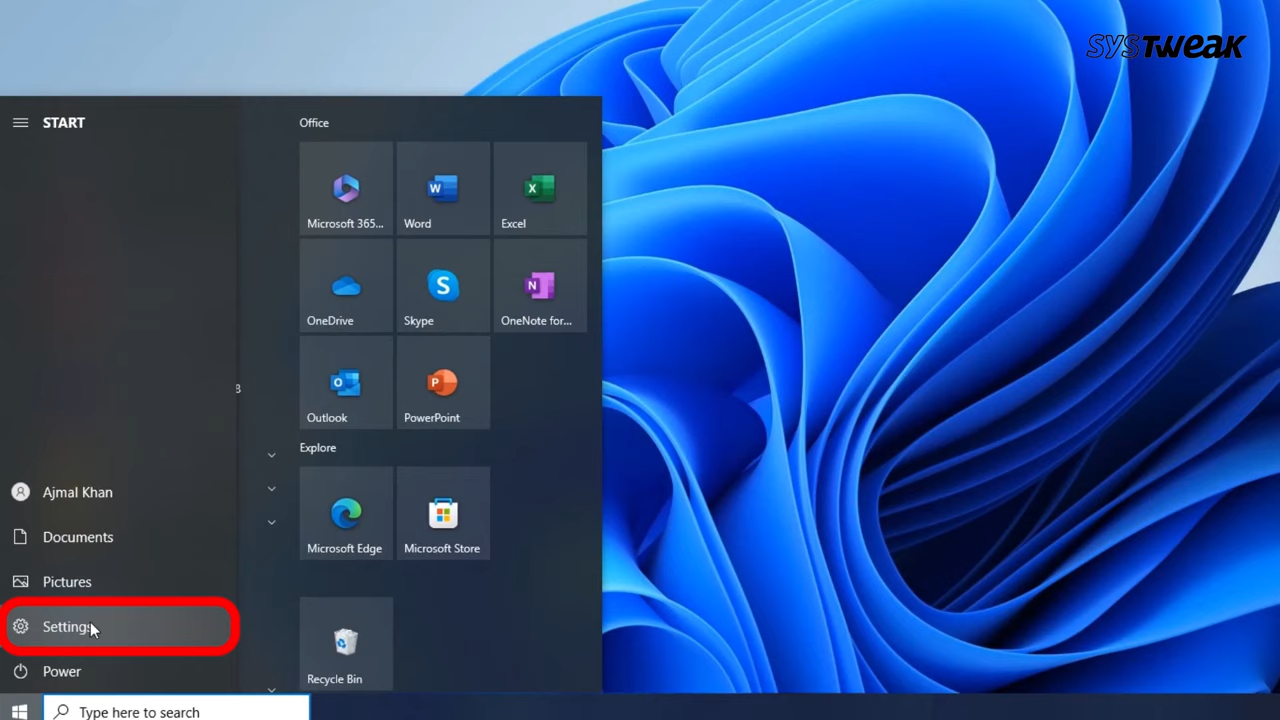 SYSTweak
START
Office
Microsoft 365...
Word
Excel
OneDrive
Skype
OneNote for...
Outlook
PowerPoint
Explore
Microsoft Edge
Microsoft Store
Recycle Bin
Ajmal Khan
Documents
Pictures
Settings
Power
Type here to search